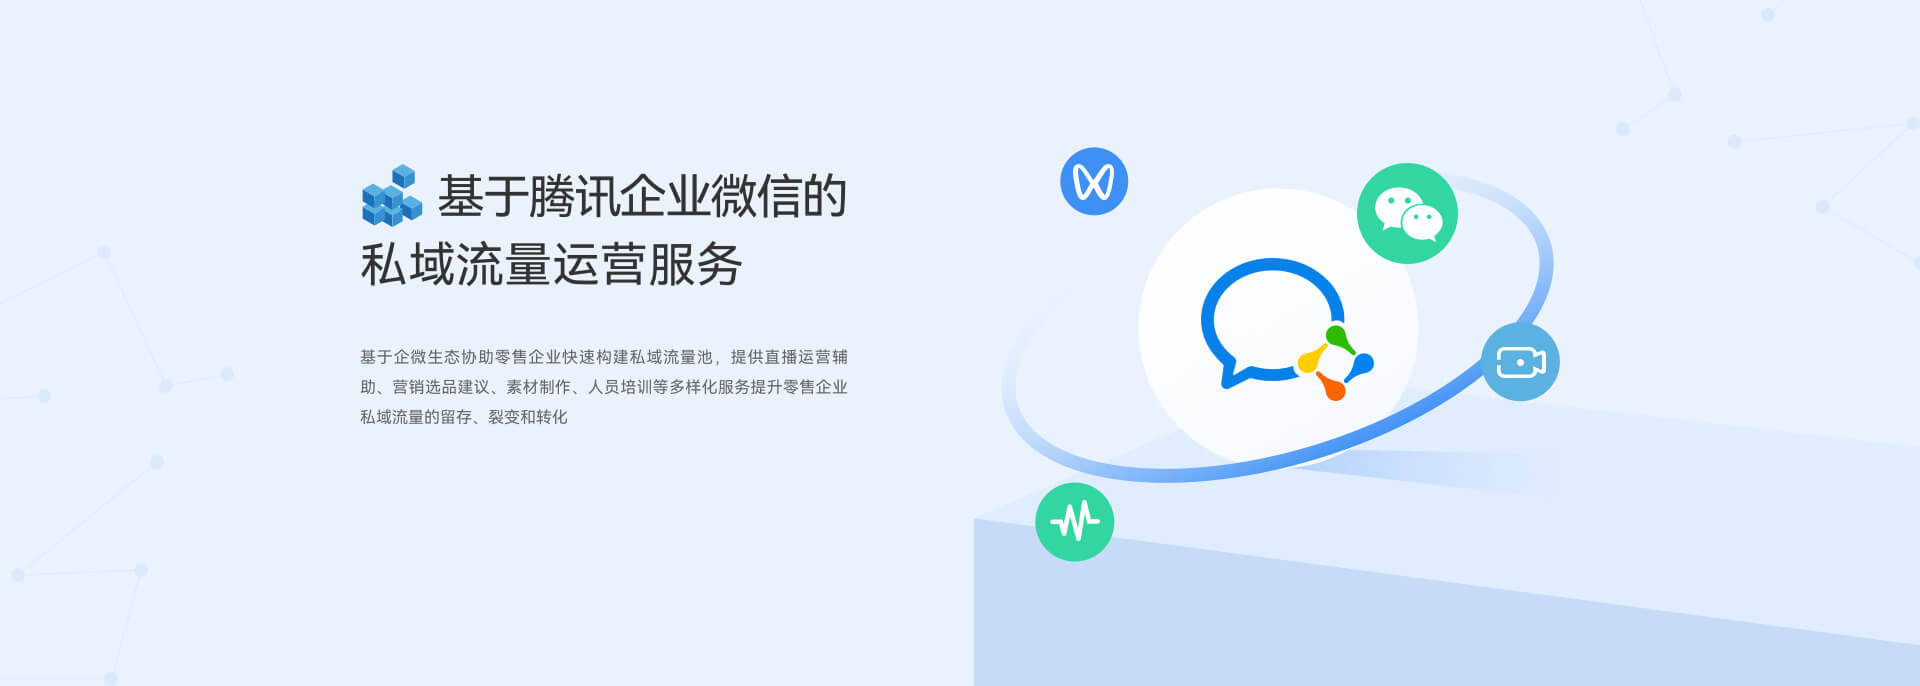 基于腾讯企业微信的
私域流量运营服务
基于企微生态协助零售企业快速构建私域流量池，提供直播运营辅
助、营销选品建议、素材制作、人员培训等多样化服务提升零售企业
私域流量的留存、裂变和转化